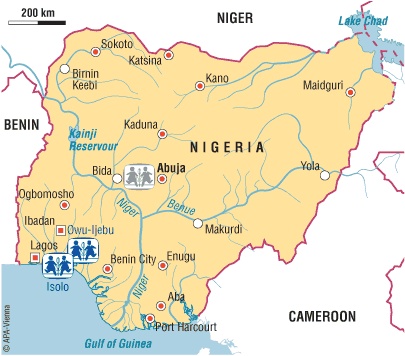 200 km
NIGER
Lake Chad
Sokoto
Katsina
Birnin
Keebi
Kano
Maidguri
BENIN
Kaduna
Kainji
Reservour
NIGERIA
Bida
Abuja
Yola
Ogbomosho
Niger
Benue
Ibadan
Owu-Ijebu
Makurdi
Lagos
Benin City
Enugu
Isolo
Niger
Aba
CAMEROON
Port Harcourt
Gulf of Guinea
© APA-Vienna